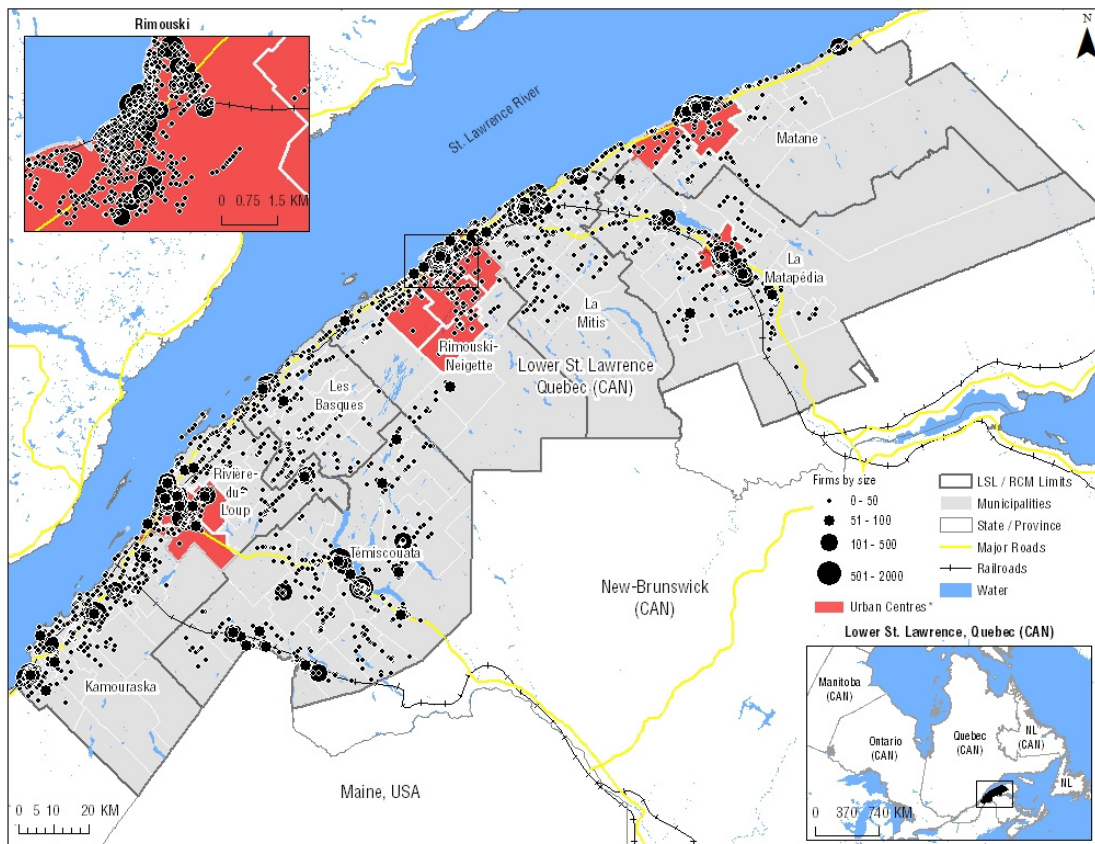 Rimouski
0 0.75 1.5 KM
N
St. Lawrence River
Matane
La
Matapédia
La
Mitis
Rimouski-
Neigette
Lower St. Lawrence
Quebec (CAN)
Les
Basques
Rivière-
du-
Loup
Témiscouata
Kamouraska
New-Brunswick
(CAN)
Maine, USA
0 5 10 20 KM
Firms by size
0 - 50
51 - 100
101 - 500
501 - 2000
Urban Centres*
LSL / RCM Limits
Municipalities
State / Province
Major Roads
Railroads
Water
Lower St. Lawrence, Quebec (CAN)
Manitoba
(CAN)
Ontario
(CAN)
Quebec
(CAN)
NL
(CAN)
NL
0 370 740 KM